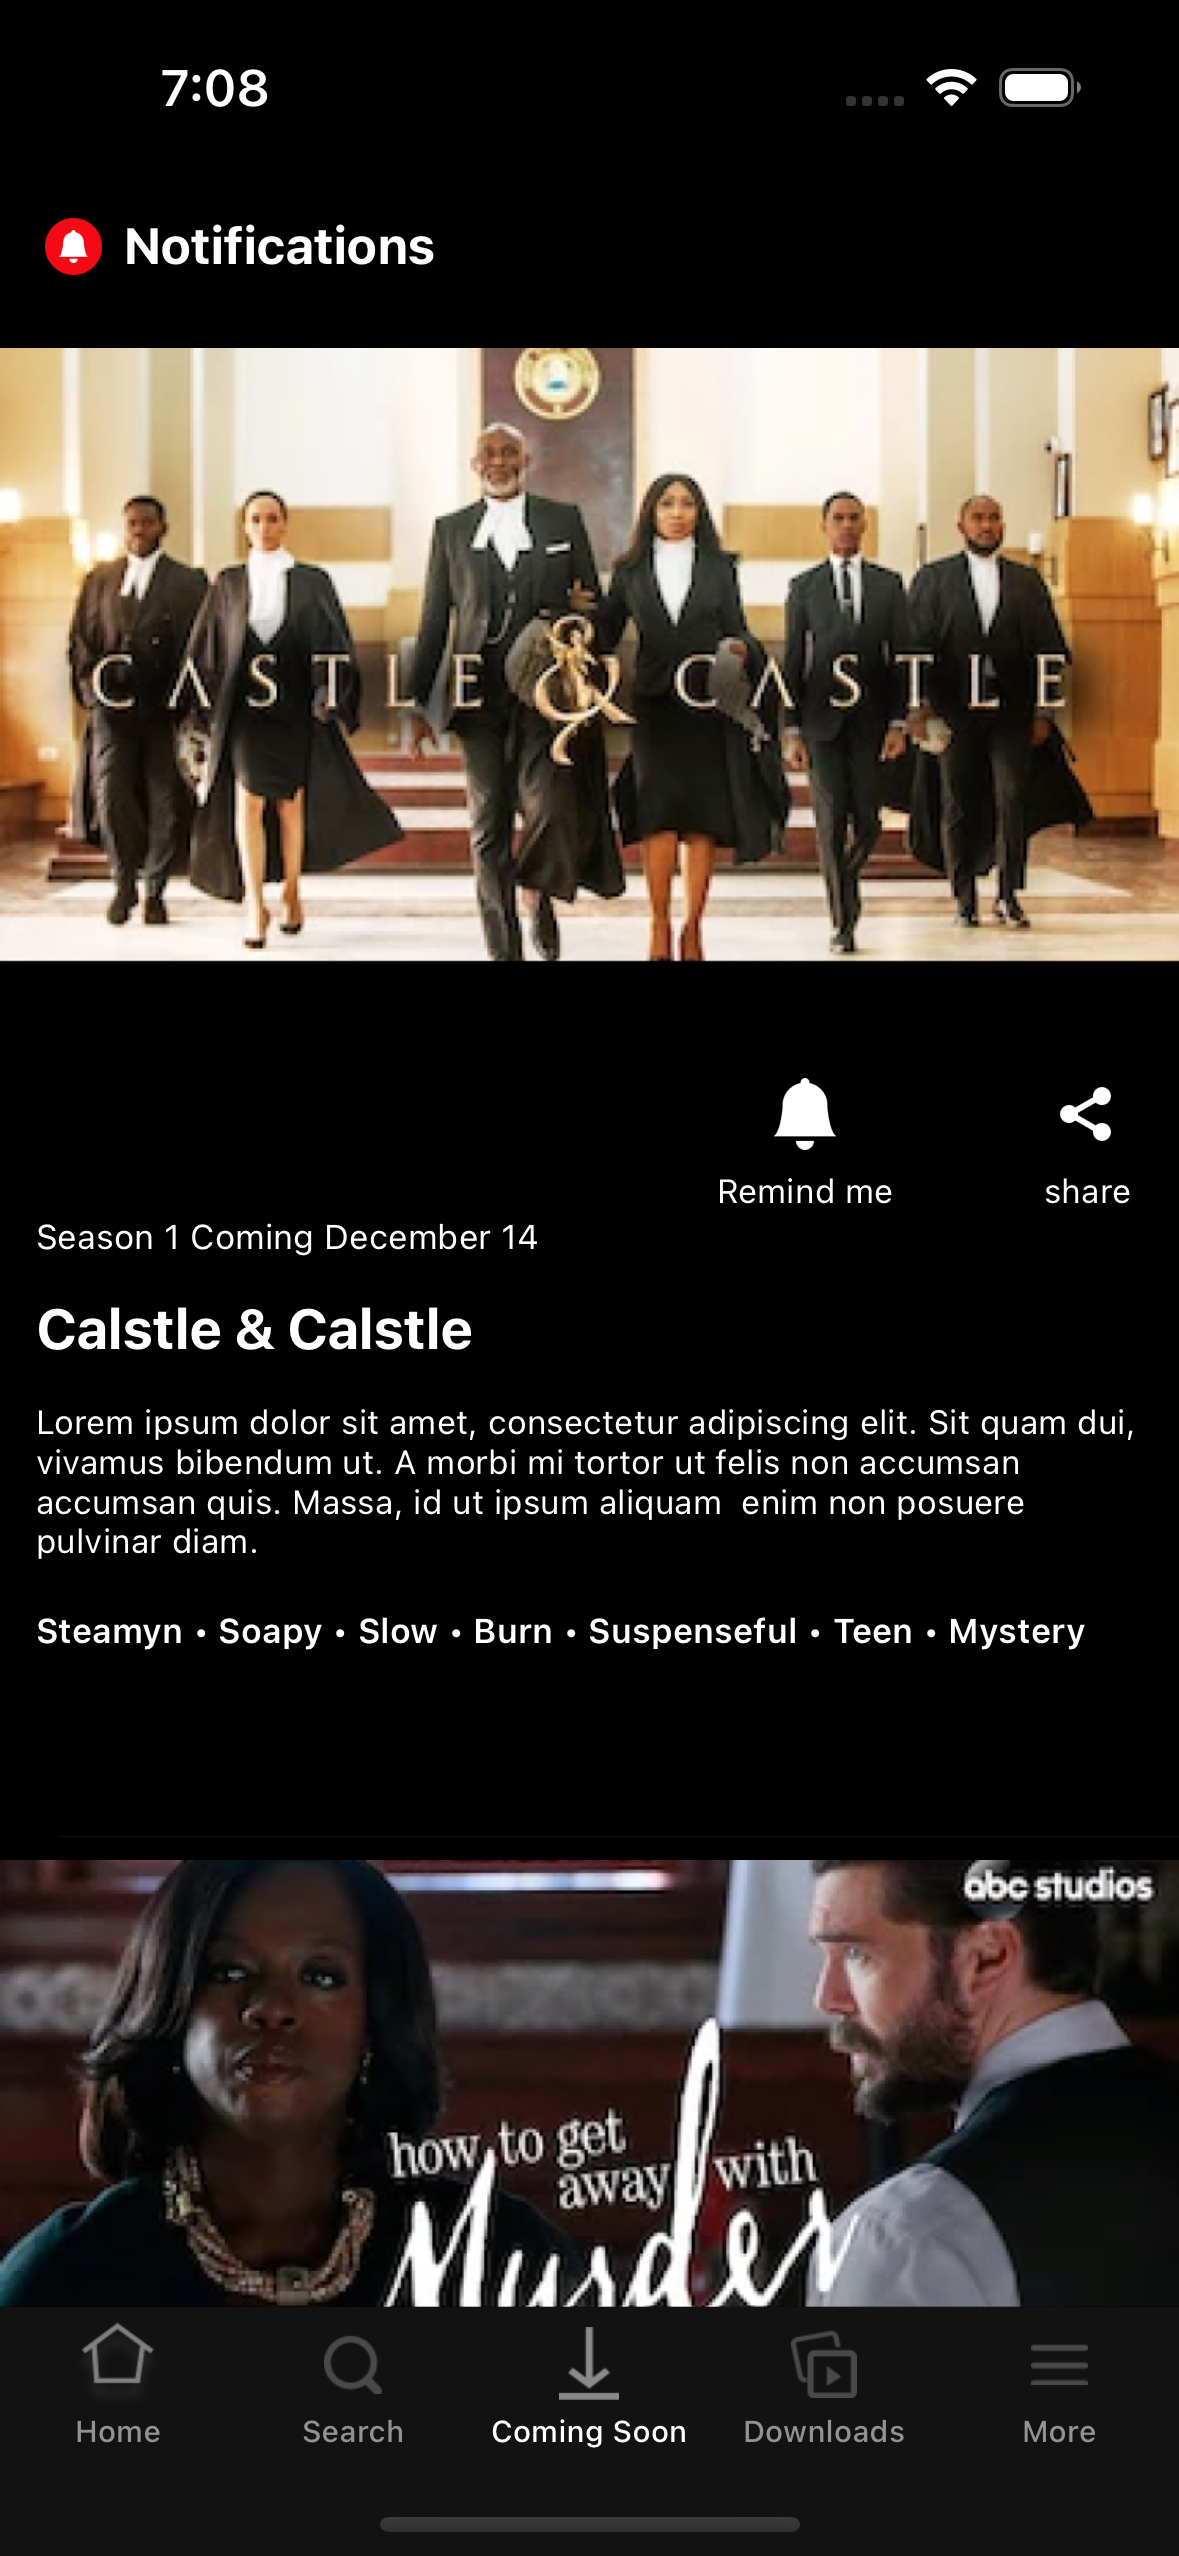 7:08
Notifications
CASTLE & CASTLE
Remind me
share
Season 1 Coming December 14
Calstle & Calstle
Lorem ipsum dolor sit amet, consectetur adipiscing elit. Sit quam dui,
vivamus bibendum ut. A morbi mi tortor ut felis non accumsan
accumsan quis. Massa, id ut ipsum aliquam  enim non posuere
pulvinar diam.
Steamyn • Soapy • Slow • Burn • Suspenseful • Teen • Mystery
abc studios
how to get
away with
Murder
Home
Search
Coming Soon
Downloads
More